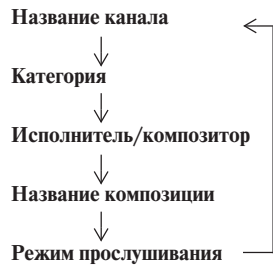 Название канала
Категория
Исполнитель/композитор
Название композиции
Режим прослушивания